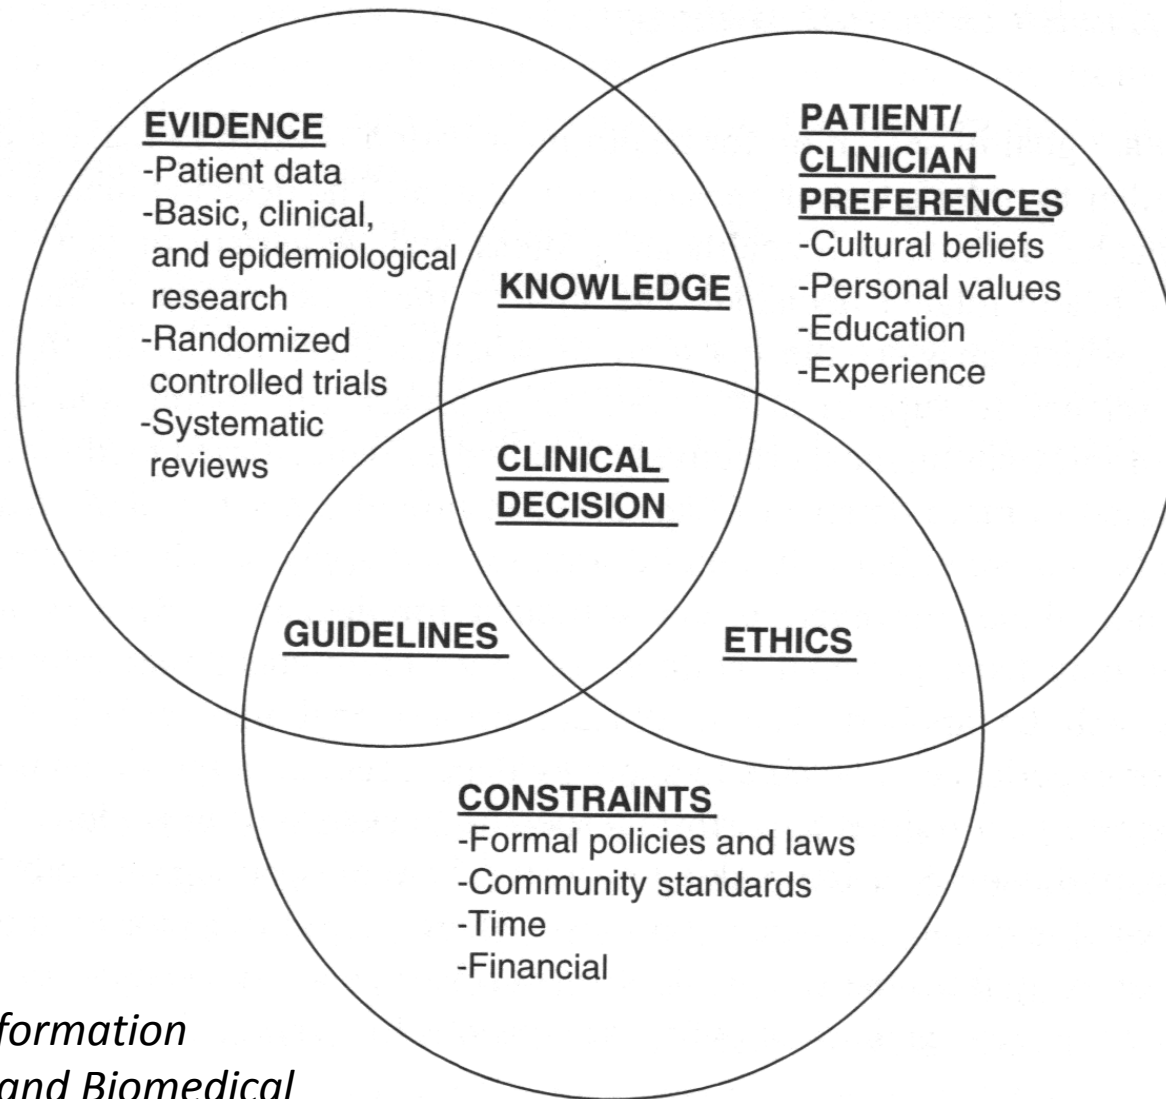 EVIDENCE
-Patient data
-Basic, clinical,
and epidemiological
research
-Randomized
controlled trials
-Systematic
reviews
PATIENT/
CLINICIAN
PREFERENCES
-Cultural beliefs
-Personal values
-Education
-Experience
KNOWLEDGE
CLINICAL
DECISION
GUIDELINES
ETHICS
CONSTRAINTS
-Formal policies and laws
-Community standards
-Time
-Financial
formation
and Biomedical